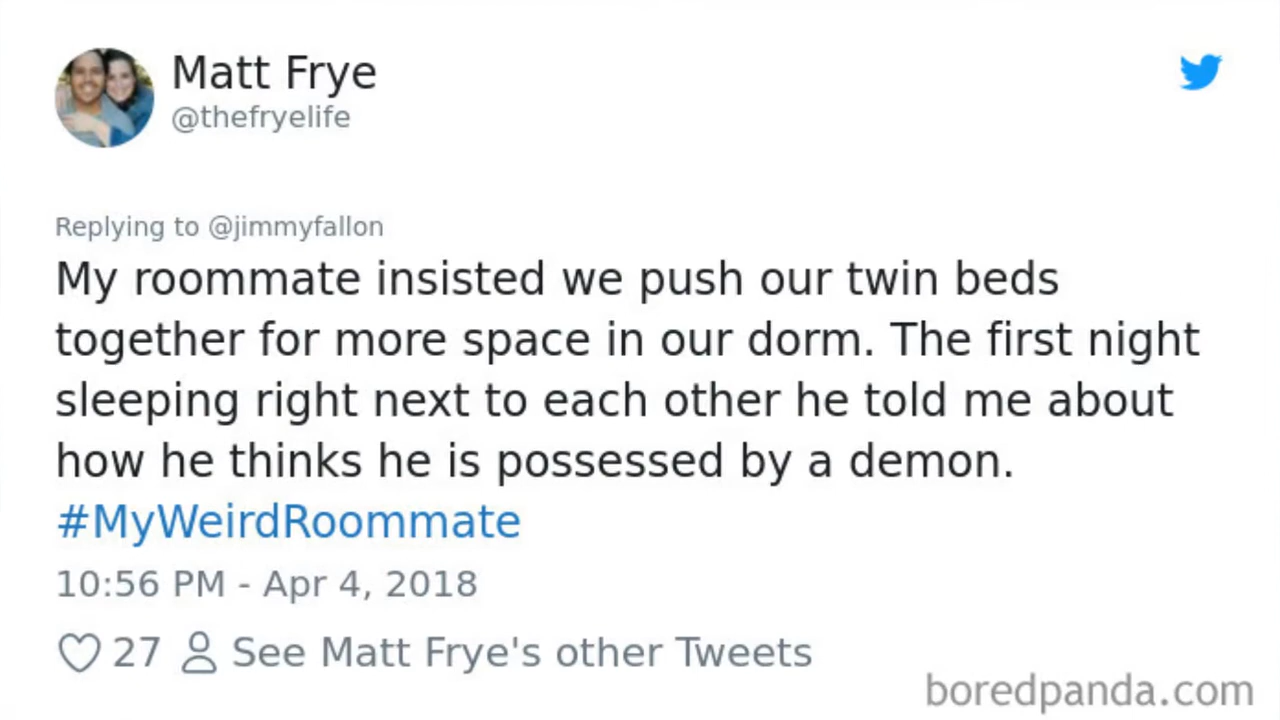 Matt Frye
@thefryelife
Replying to @jimmyfallon
My roommate insisted we push our twin beds
together for more space in our dorm. The first night
sleeping right next to each other he told me about
how he thinks he is possessed by a demon.
#MyWeirdRoommate
10:56 PM - Apr 4, 2018
27 See Matt Frye's other Tweets
boredpanda.com